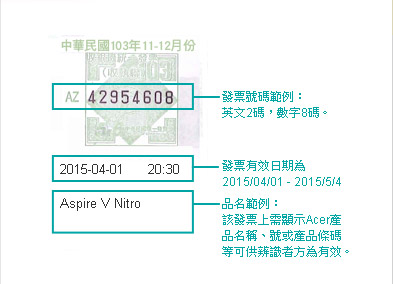 中華民國103年11-12月份
AZ 42954608
發票號碼範例：
英文2碼，數字8碼。
2015-04-01 20:30
發票有效日期為
2015/04/01 - 2015/5/4
Aspire V Nitro
品名範例：
該發票上需顯示Acer產
品名稱、號或產品條碼
等可供辨識者方為有效。